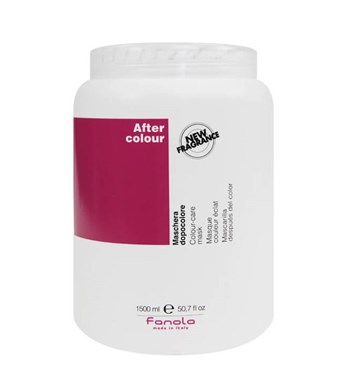 After
colour
NEW
FRAGRANCE
Maschera
dopocolore
Colour-care
mask
Masque
couleur éclat
Mascarilla
después del color
1500 ml e 50,7 fl oz
Fanola
made in Italy